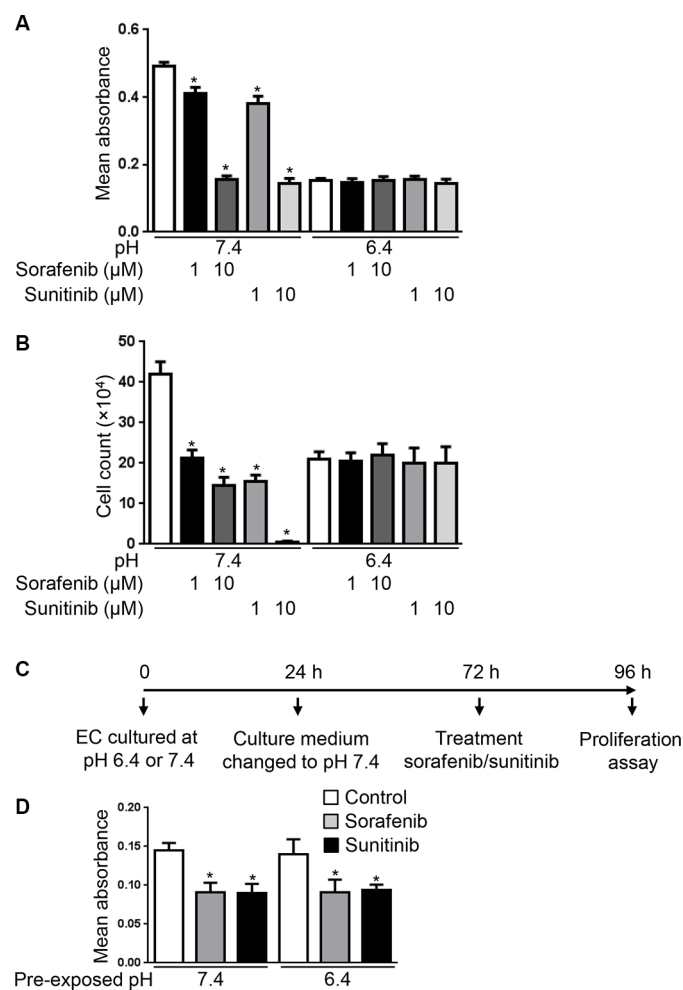 A
Mean absorbance
0.6
0.4
0.2
0.0
pH 7.4 6.4
Sorafenib (µM) 1 10 1 10
Sunitinib (µM) 1 10 1 10
* * * *
B
Cell count (×10⁴)
50
40
30
20
10
0
pH 7.4 6.4
Sorafenib (µM) 1 10 1 10
Sunitinib (µM) 1 10 1 10
* * * *
C
0 24 h 72 h 96 h
EC cultured at
pH 6.4 or 7.4
Culture medium
changed to pH 7.4
Treatment
sorafenib/sunitinib
Proliferation
assay
D
Mean absorbance
0.20
0.15
0.10
0.05
0.00
Control
Sorafenib
Sunitinib
* * * *
Pre-exposed pH 7.4 6.4